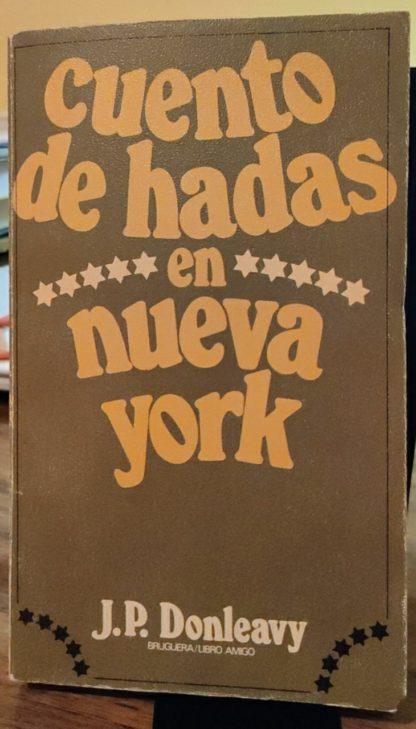 cuento
de hadas
en
nueva
york
J.P. Donleavy
BRUGUERA/LIBRO AMIGO